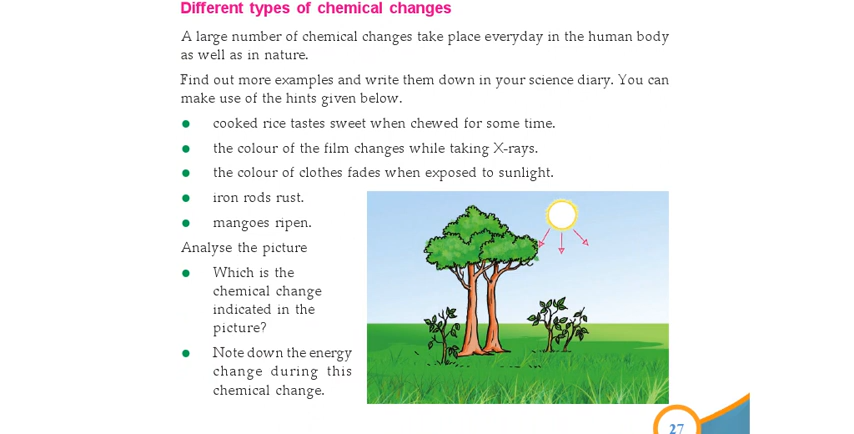 Different types of chemical changes
A large number of chemical changes take place everyday in the human body
as well as in nature.
Find out more examples and write them down in your science diary. You can
make use of the hints given below.
● cooked rice tastes sweet when chewed for some time.
● the colour of the film changes while taking X-rays.
● the colour of clothes fades when exposed to sunlight.
● iron rods rust.
● mangoes ripen.
Analyse the picture
● Which is the
chemical change
indicated in the
picture?
● Note down the energy
change during this
chemical change.
27